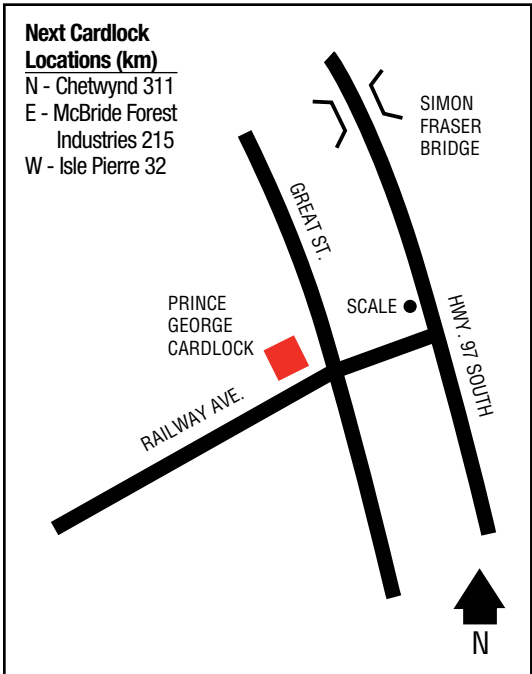 Next Cardlock
Locations (km)
N - Chetwynd 311
E - McBride Forest
Industries 215
W - Isle Pierre 32
SIMON
FRASER
BRIDGE
GREAT ST.
PRINCE
GEORGE
CARDLOCK
SCALE
HWY. 97 SOUTH
RAILWAY AVE.
N